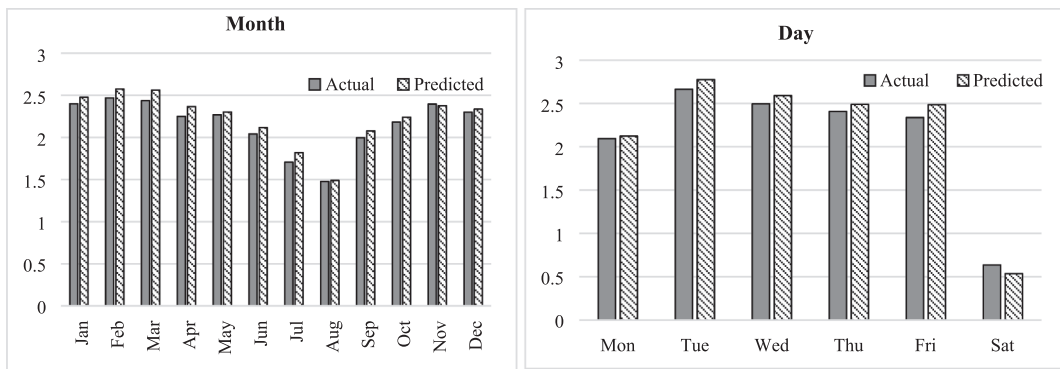 Month
3
2.5
2
1.5
1
0.5
0
Actual Predicted
Jan Feb Mar Apr May Jun Jul Aug Sep Oct Nov Dec
Day
3
2.5
2
1.5
1
0.5
0
Actual Predicted
Mon Tue Wed Thu Fri Sat